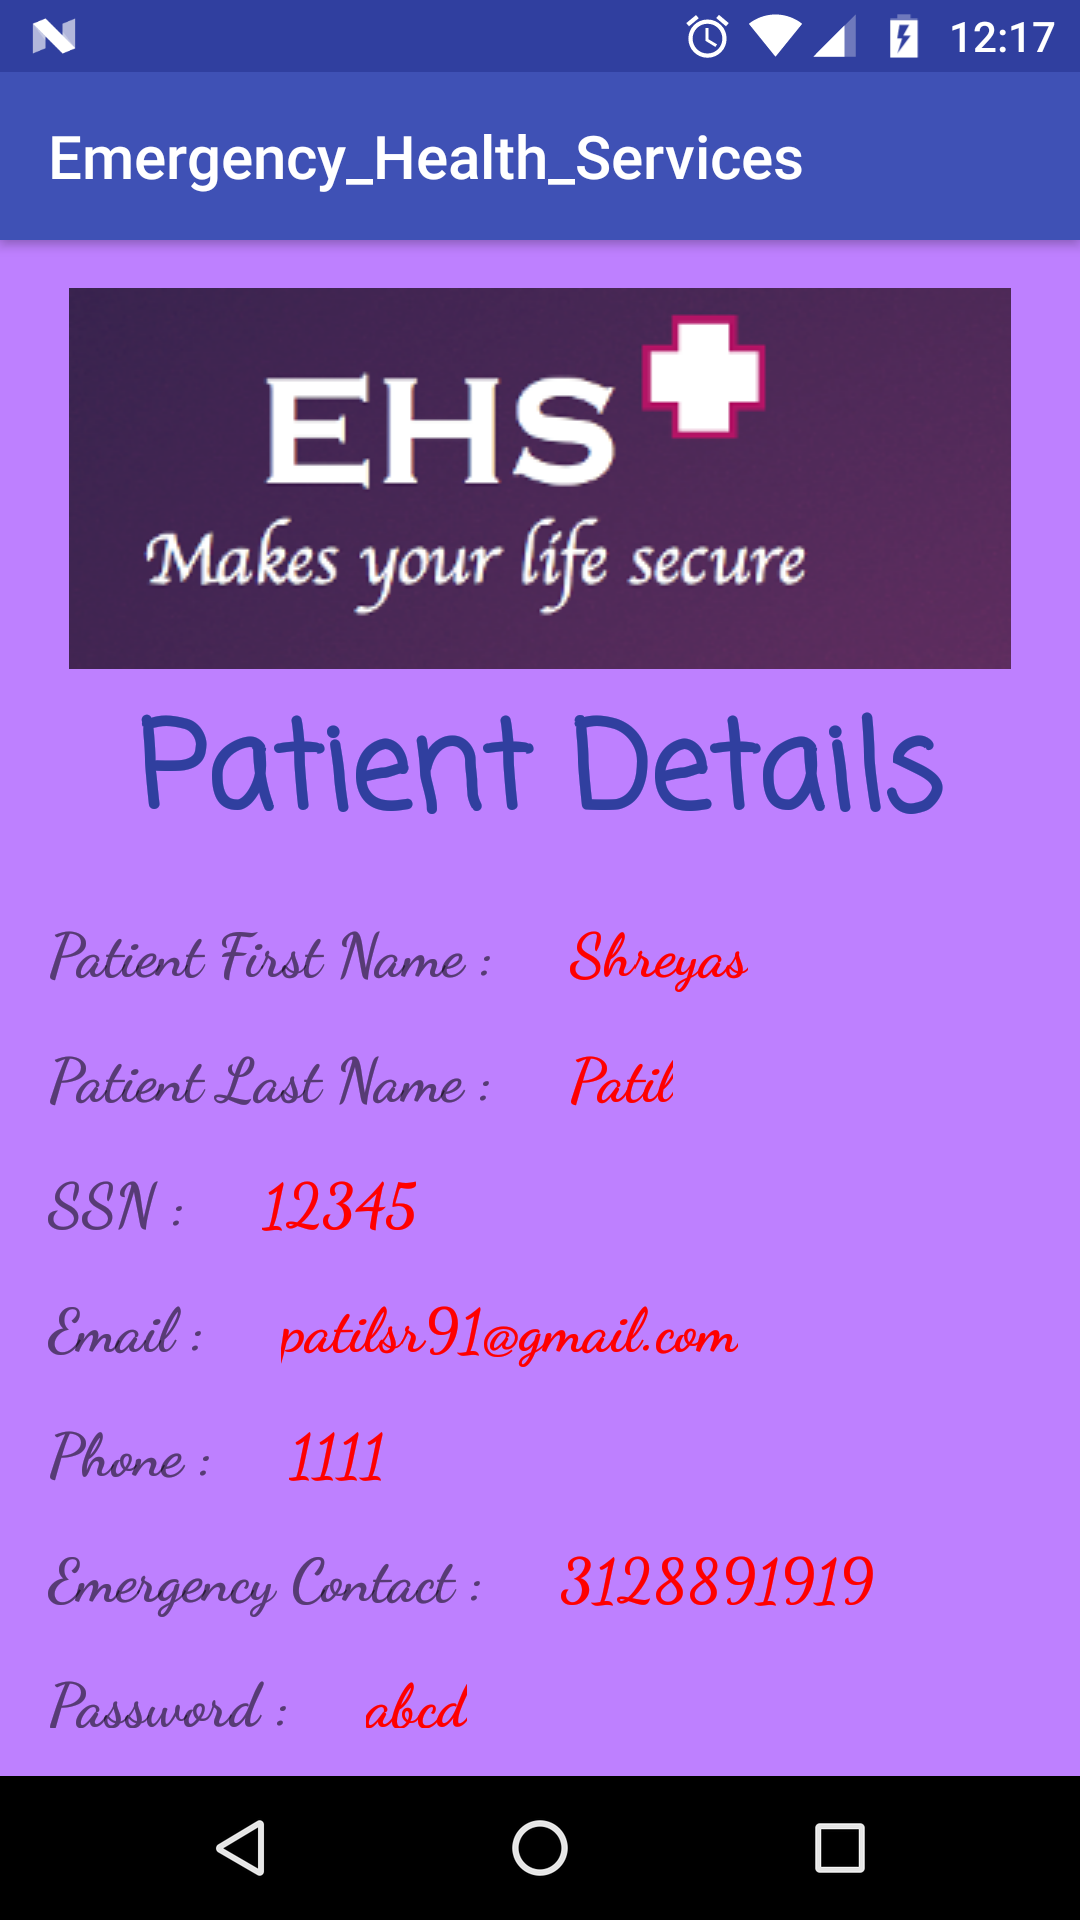 12:17
Emergency_Health_Services
EHS
Makes your life secure
Patient Details
Patient First Name : Shreyas
Patient Last Name : Patil
SSN : 12345
Email : patilsr91@gmail.com
Phone : 1111
Emergency Contact : 3128891919
Password : abcd